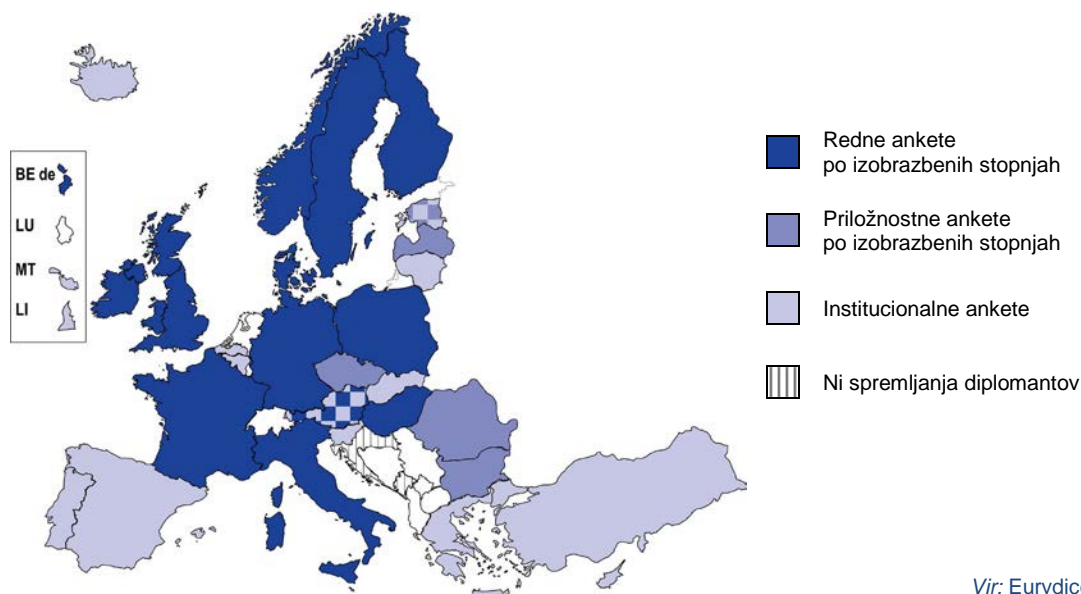 BE de
LU
MT
LI
Redne ankete
po izobrazbenih stopnjah
Priložnostne ankete
po izobrazbenih stopnjah
Institucionalne ankete
Ni spremljanja diplomantov
Vir: Eurydice